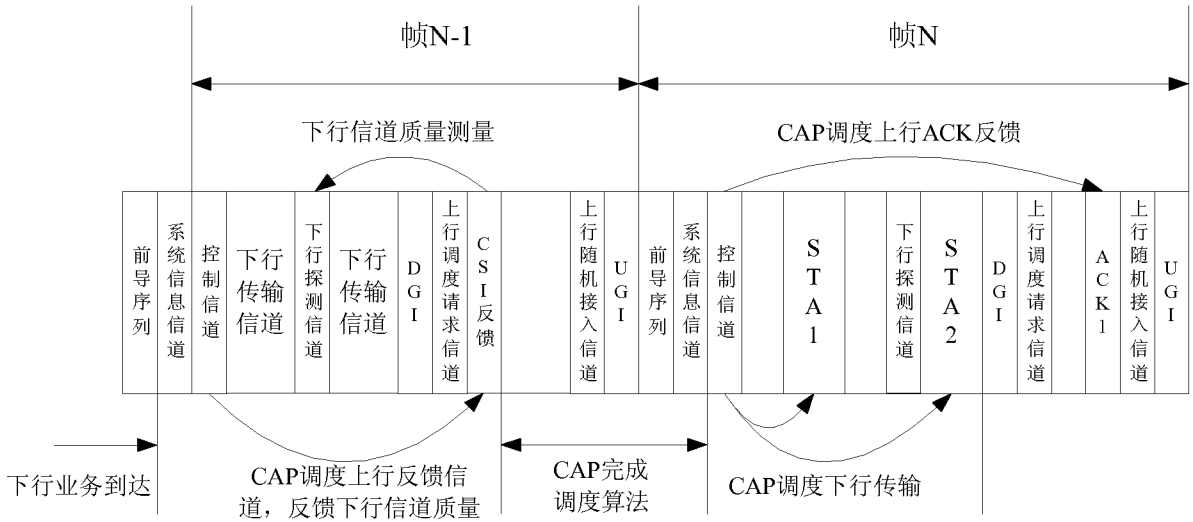 帧N-1
帧N
下行信道质量测量
CAP调度上行ACK反馈
前导序列
系统信息信道
控制信道
下行
传输
信道
下行探测信道
下行
传输
信道
DGI
上行调度请求信道
CSI反馈
上行随机接入信道
UGI
前导序列
系统信息信道
控制信道
STA1
下行探测信道
STA2
DGI
上行调度请求信道
ACK1
上行随机接入信道
UGI
下行业务到达
CAP调度上行反馈信
道，反馈下行信道质量
CAP完成
调度算法
CAP调度下行传输